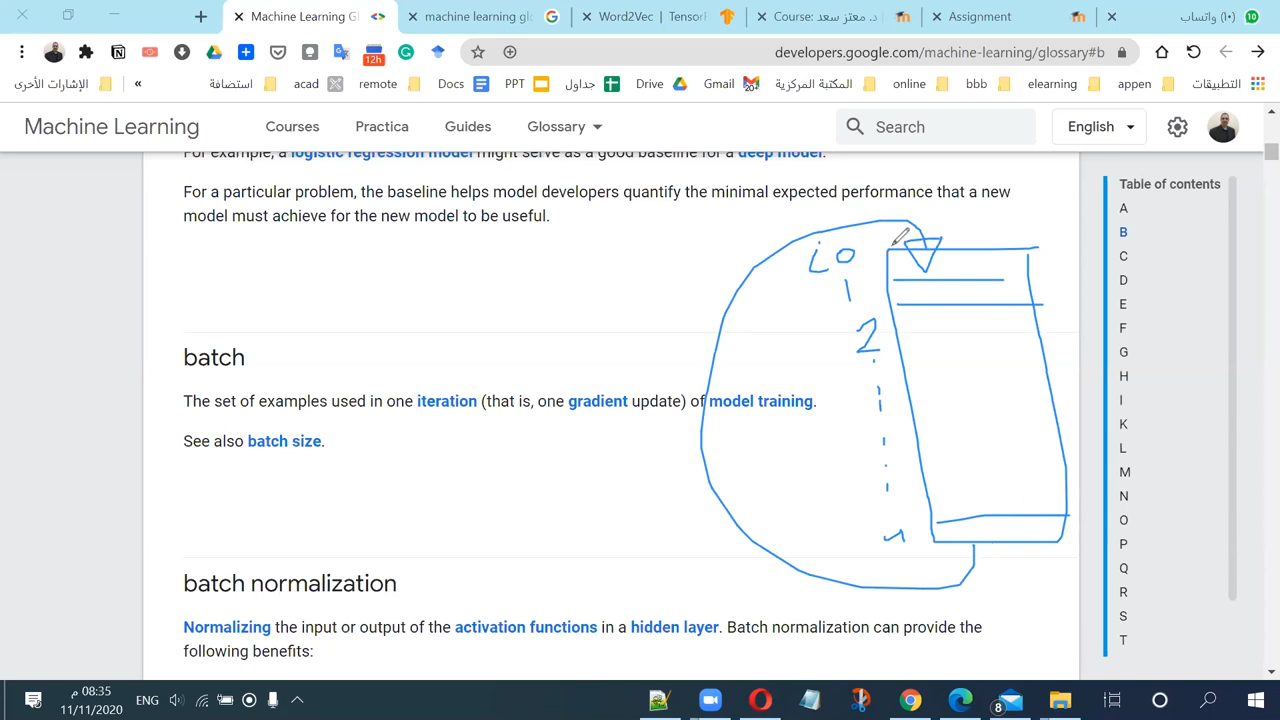 Machine Learning Gl
machine learning gl
Word2Vec | TensorF
Course: د. معتز سعد
Assignment
(١٠) واتساب
10
developers.google.com/machine-learning/glossary#b
12h
الإشارات الأخرى
«
استضافة
acad
remote
Docs
PPT
جداول
Drive
Gmail
20+
المكتبة المركزية
online
bbb
elearning
appen
التطبيقات
Machine Learning
Courses
Practica
Guides
Glossary
Search
English
For example, a logistic regression model might serve as a good baseline for a deep model.
For a particular problem, the baseline helps model developers quantify the minimal expected performance that a new
model must achieve for the new model to be useful.
i 0
1
2
n
batch
The set of examples used in one iteration (that is, one gradient update) of model training.
See also batch size.
batch normalization
Normalizing the input or output of the activation functions in a hidden layer. Batch normalization can provide the
following benefits:
Table of contents
A
B
C
D
E
F
G
H
I
K
L
M
N
O
P
Q
R
S
T
08:35 م
11/11/2020
ENG
8